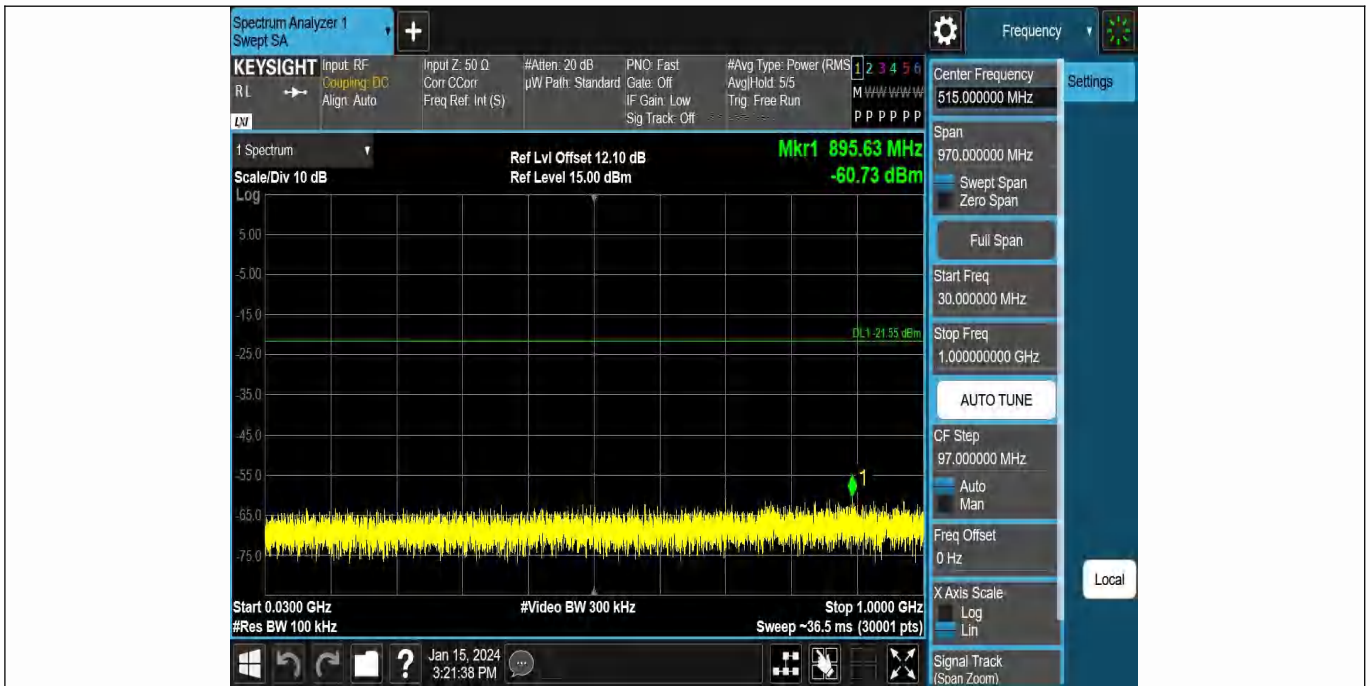 Spectrum Analyzer 1
Swept SA
+
Frequency
KEYSIGHT
RL
LXI
Input: RF
Coupling: DC
Align: Auto
Input Z: 50 Ω
Corr CCorr
Freq Ref: Int (S)
#Atten: 20 dB
µW Path: Standard
PNO: Fast
Gate: Off
IF Gain: Low
Sig Track: Off
#Avg Type: Power (RMS
Avg|Hold: 5/5
Trig: Free Run
1 2 3 4 5 6
M W W W W W
P P P P P P
Center Frequency
515.000000 MHz
Settings
1 Spectrum
Scale/Div 10 dB
Ref Lvl Offset 12.10 dB
Ref Level 15.00 dBm
Mkr1 895.63 MHz
-60.73 dBm
Log
5.00
-5.00
-15.0
-25.0
-35.0
-45.0
-55.0
-65.0
-75.0
DL1 -21.55 dBm
1
Span
970.000000 MHz
Swept Span
Zero Span
Full Span
Start Freq
30.000000 MHz
Stop Freq
1.000000000 GHz
AUTO TUNE
CF Step
97.000000 MHz
Auto
Man
Freq Offset
0 Hz
X Axis Scale
Log
Lin
Signal Track
(Span Zoom)
Local
Start 0.0300 GHz
#Res BW 100 kHz
#Video BW 300 kHz
Stop 1.0000 GHz
Sweep ~36.5 ms (30001 pts)
?
Jan 15, 2024
3:21:38 PM